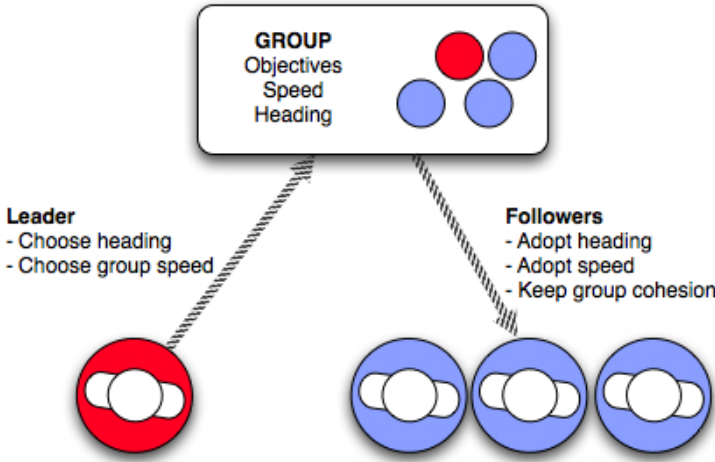 GROUP
Objectives
Speed
Heading
Leader
- Choose heading
- Choose group speed
Followers
- Adopt heading
- Adopt speed
- Keep group cohesion